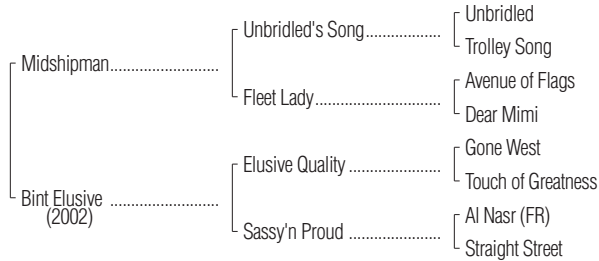 Unbridled
Unbridled's Song....................
Trolley Song
Midshipman.............................
Avenue of Flags
Fleet Lady.................................
Dear Mimi
Gone West
Elusive Quality ........................
Touch of Greatness
Bint Elusive .............................
(2002)
Al Nasr (FR)
Sassy'n Proud ........................
Straight Street